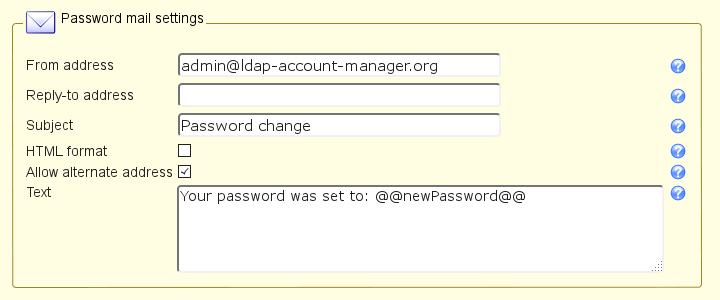 Password mail settings
From address admin@ldap-account-manager.org
Reply-to address
Subject Password change
HTML format
Allow alternate address
Text Your password was set to: @@newPassword@@